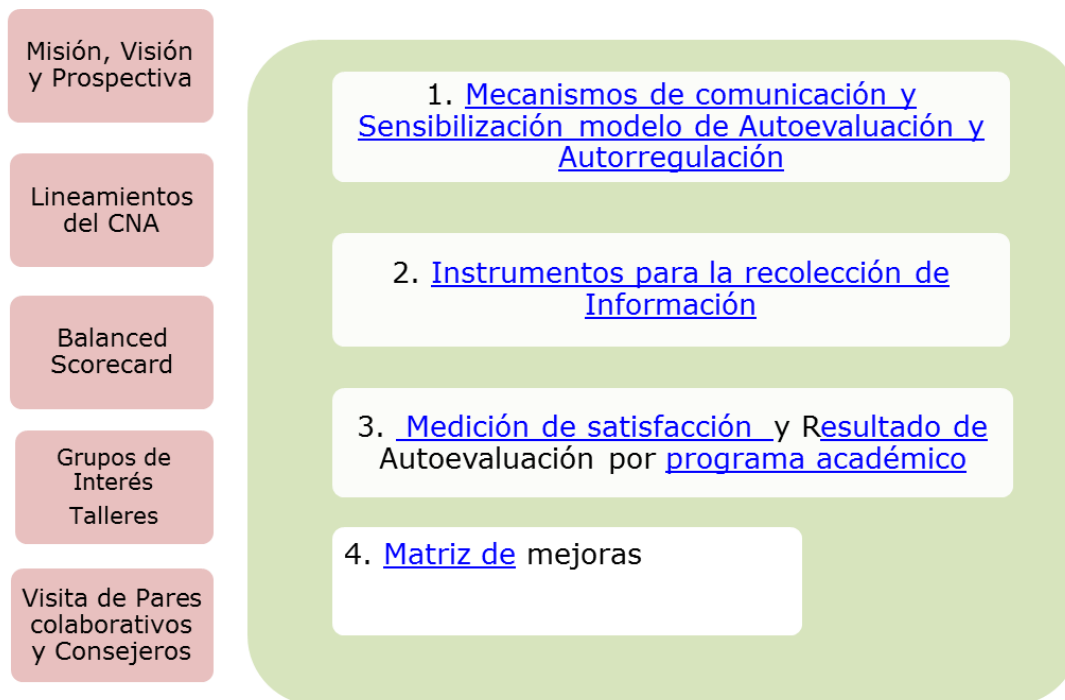 Misión, Visión
y Prospectiva
Lineamientos
del CNA
Balanced
Scorecard
Grupos de
Interés
Talleres
Visita de Pares
colaborativos
y Consejeros
1. Mecanismos de comunicación y
Sensibilización modelo de Autoevaluación y
Autorregulación
2. Instrumentos para la recolección de
Información
3. Medición de satisfacción y Resultado de
Autoevaluación por programa académico
4. Matriz de mejoras